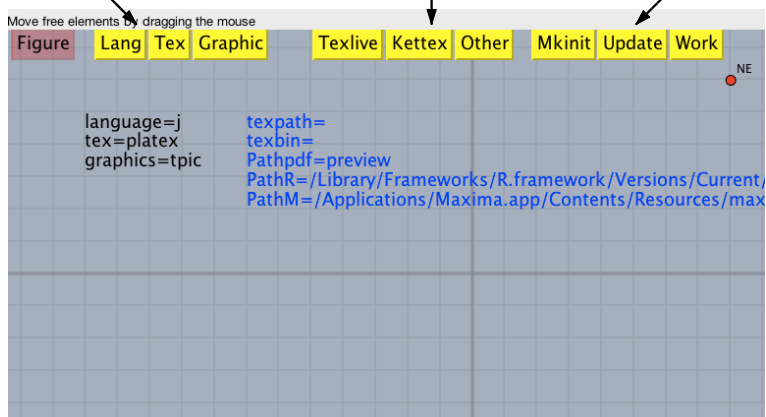 Move free elements by dragging the mouse
Figure Lang Tex Graphic Texlive Kettex Other Mkinit Update Work
NE
language=j texpath=
tex=platex texbin=
graphics=tpic Pathpdf=preview
PathR=/Library/Frameworks/R.framework/Versions/Current/
PathM=/Applications/Maxima.app/Contents/Resources/max